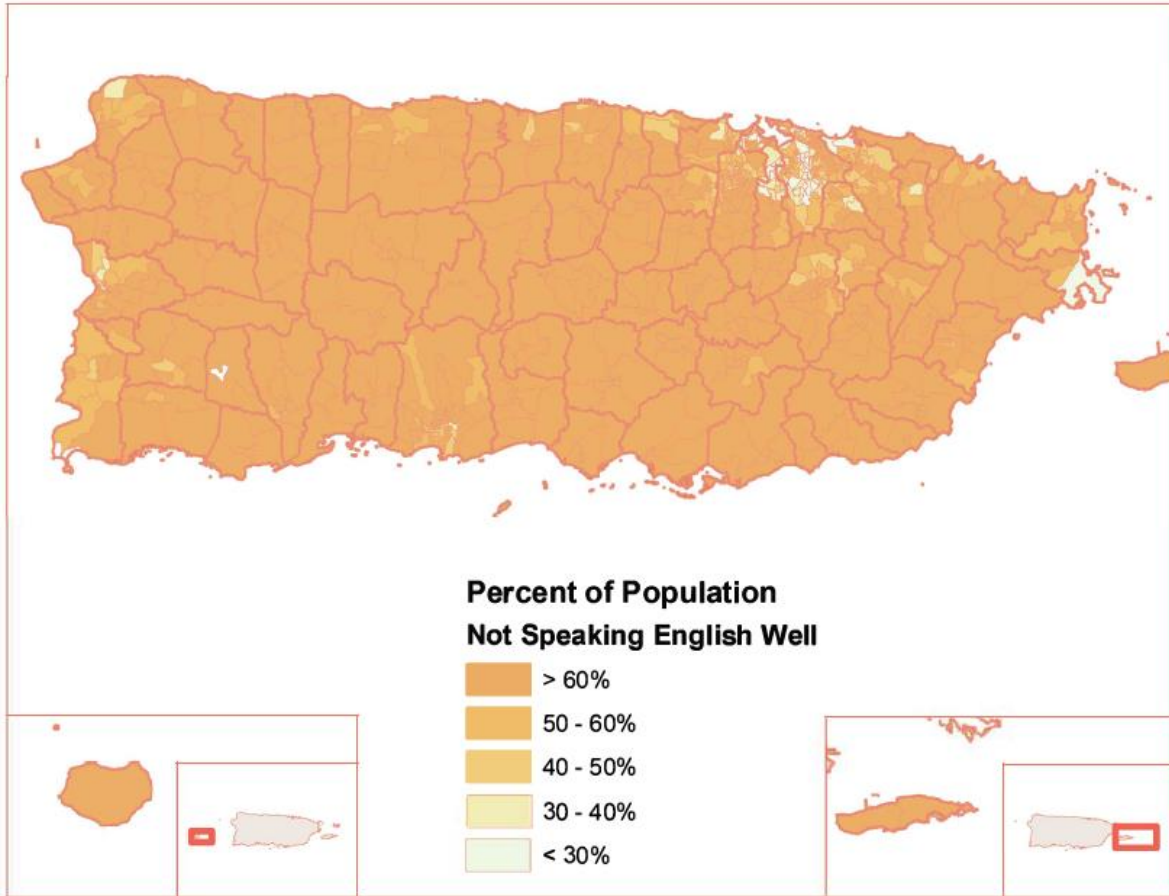 Percent of Population
Not Speaking English Well
> 60%
50 - 60%
40 - 50%
30 - 40%
< 30%